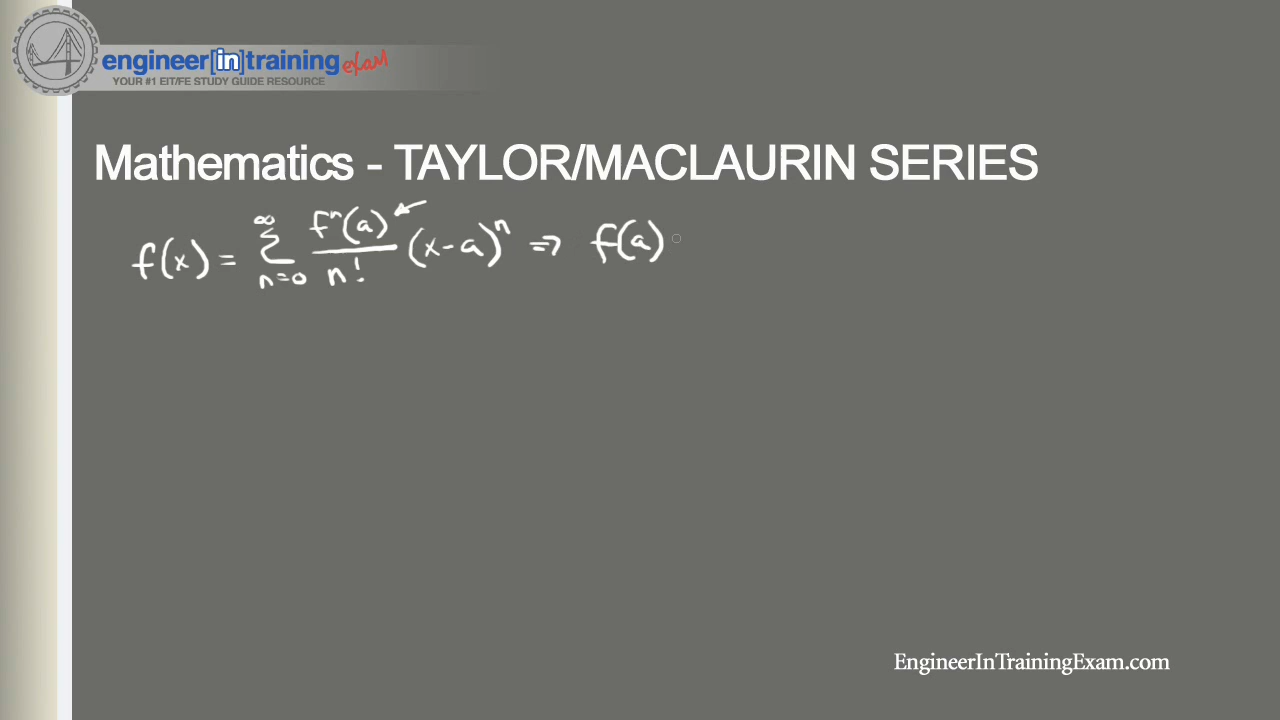 engineer[in]training exam
YOUR #1 EIT/FE STUDY GUIDE RESOURCE
Mathematics - TAYLOR/MACLAURIN SERIES
f(x) = ∞ Σ n=0 fⁿ(a) / n! (x-a)ⁿ ⇒ f(a)
EngineerInTrainingExam.com